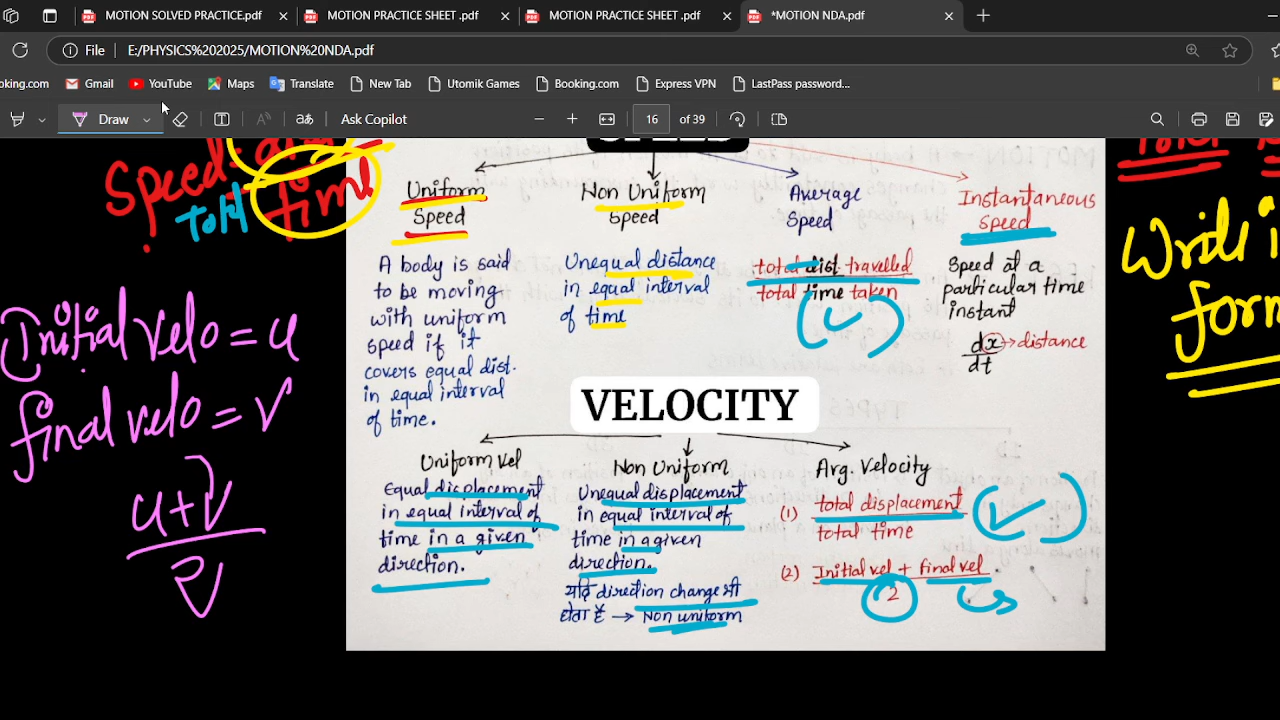 MOTION SOLVED PRACTICE.pdf
MOTION PRACTICE SHEET .pdf
MOTION PRACTICE SHEET .pdf
*MOTION NDA.pdf
File
E:/PHYSICS%202025/MOTION%20NDA.pdf
oking.com
Gmail
YouTube
Maps
Translate
New Tab
Utomik Games
Booking.com
Express VPN
LastPass password...
Draw
Ask Copilot
16 of 39
Speed:
Total time
Initial velo = u
final velo = v
u+v
2
Uniform
Speed
A body is said
to be moving
with uniform
speed if it
covers equal dist.
in equal interval
of time.
Non Uniform
Speed
Unequal distance
in equal interval
of time
Average
Speed
total dist travelled
total time taken
Instantaneous
Speed
Speed at a
particular time
instant
dx → distance
dt
VELOCITY
Uniform Vel
Equal displacement
in equal interval of
time in a given
direction.
Non Uniform
Unequal displacement
in equal interval of
time in a given
direction.
यदि direction change भी
होता है → Non uniform
Avg. Velocity
(1) total displacement
total time
(2) Initial vel + final vel
2
Write i
form